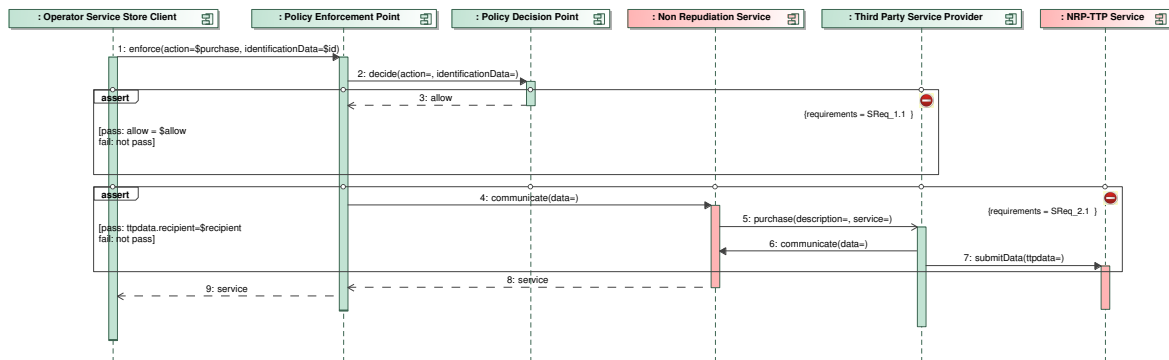 : Operator Service Store Client
: Policy Enforcement Point
: Policy Decision Point
: Non Repudiation Service
: Third Party Service Provider
: NRP-TTP Service
1: enforce(action=$purchase, identificationData=$id)
2: decide(action=, identificationData=)
assert
3: allow
{requirements = SReq_1.1 }
[pass: allow = $allow
fail: not pass]
assert
4: communicate(data=)
{requirements = SReq_2.1 }
5: purchase(description=, service=)
[pass: ttpdata.recipient=$recipient
fail: not pass]
6: communicate(data=)
7: submitData(ttpdata=)
8: service
9: service